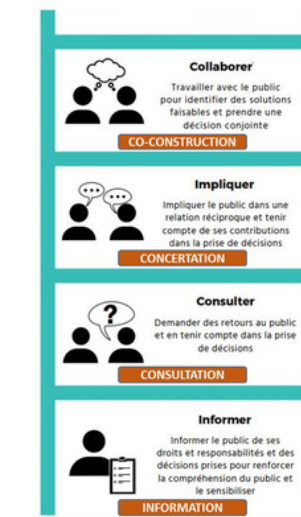 Collaborer
Travailler avec le public
pour identifier des solutions
faisables et prendre une
décision conjointe
CO-CONSTRUCTION
Impliquer
Impliquer le public dans une
relation réciproque et tenir
compte de ses contributions
dans la prise de décisions
CONCERTATION
?
Consulter
Demander des retours au public
et en tenir compte dans la prise
de décisions
CONSULTATION
Informer
Informer le public de ses
droits et responsabilités et des
décisions prises pour renforcer
la compréhension du public et
le sensibiliser
INFORMATION